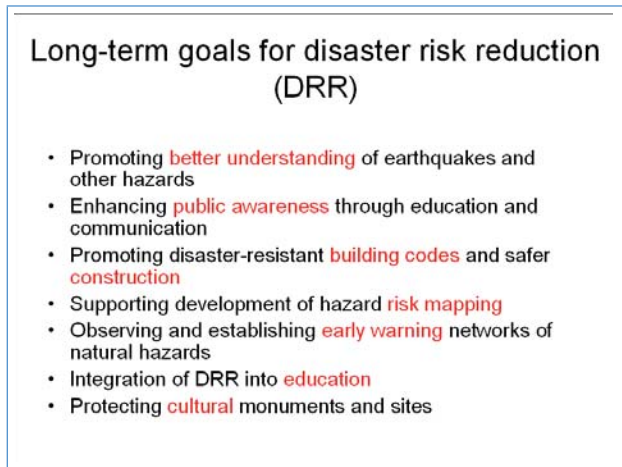 Long-term goals for disaster risk reduction
(DRR)
• Promoting better understanding of earthquakes and
other hazards
• Enhancing public awareness through education and
communication
• Promoting disaster-resistant building codes and safer
construction
• Supporting development of hazard risk mapping
• Observing and establishing early warning networks of
natural hazards
• Integration of DRR into education
• Protecting cultural monuments and sites